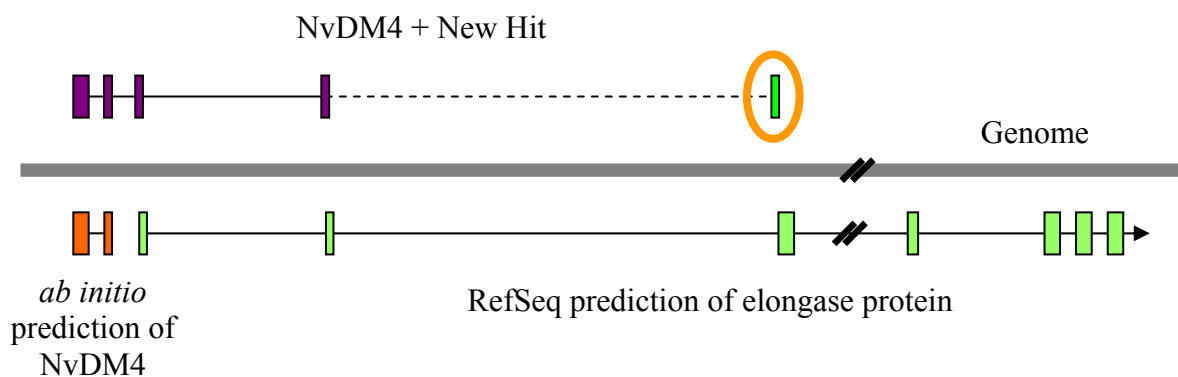 NvDM4 + New Hit
Genome
ab initio
prediction of
NvDM4
RefSeq prediction of elongase protein